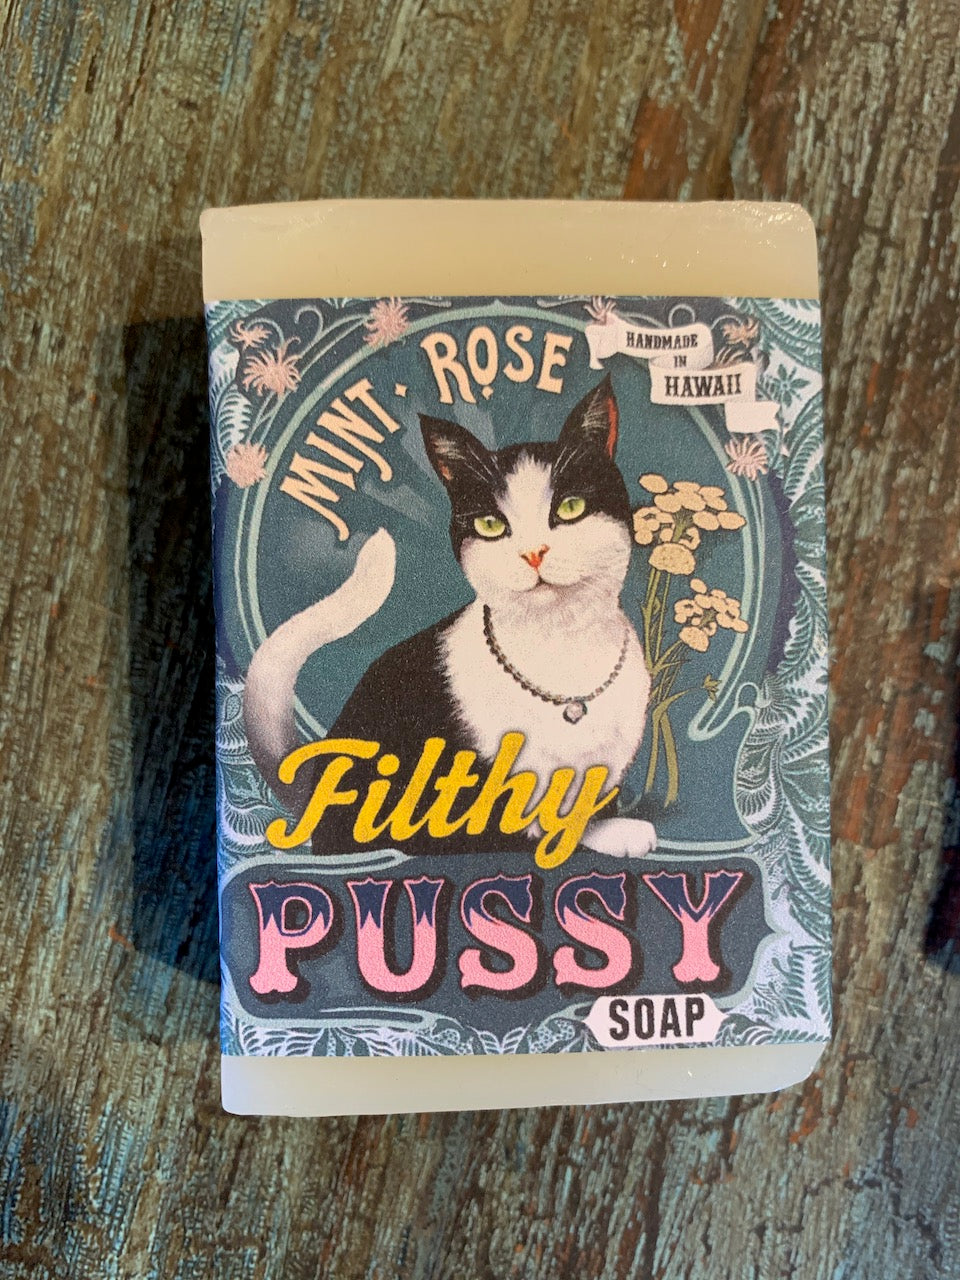 MINT · ROSE
HANDMADE
IN
HAWAII
Filthy
PUSSY
SOAP